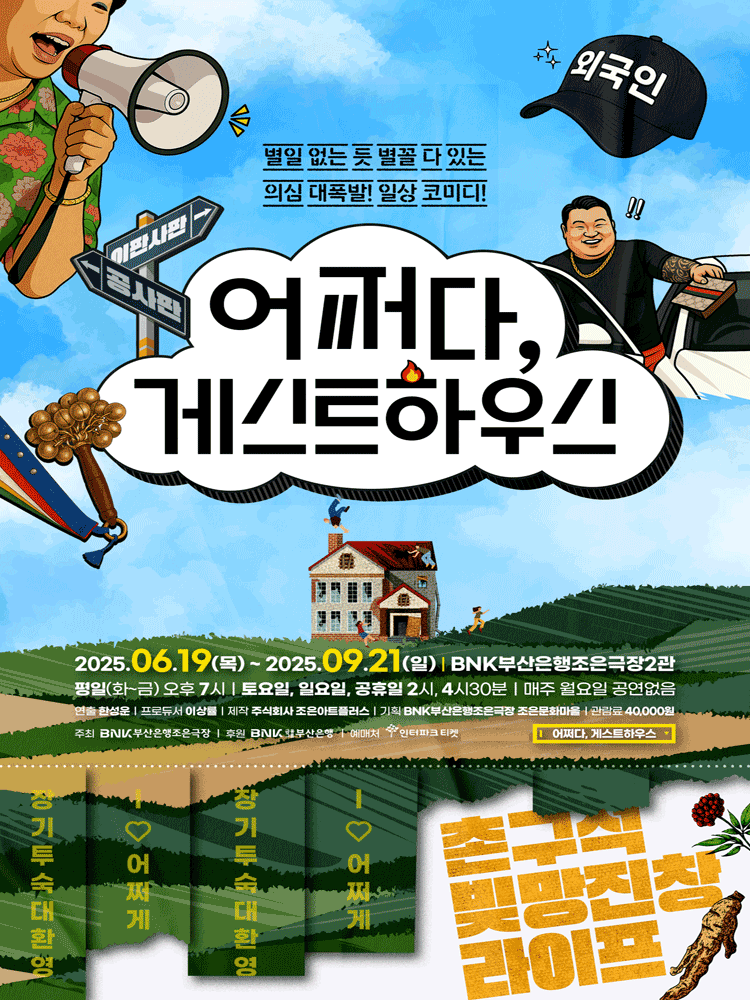 외국인
별일 없는 듯 별꼴 다 있는
의심 대폭발! 일상 코미디!
이판사판
공사판
어쩌다,
게스트하우스
2025.06.19(목) ~ 2025.09.21(일) | BNK부산은행조은극장2관
평일(화~금) 오후 7시 | 토요일, 일요일, 공휴일 2시, 4시30분 | 매주 월요일 공연없음
연출 한성운 | 프로듀서 이상률 | 제작 주식회사 조은아트플러스 | 기획 BNK부산은행조은극장 조은문화마을 | 관람료 40,000원
주최 BNK부산은행조은극장 | 후원 BNK 부산은행 | 예매처 인터파크 티켓
어쩌다, 게스트하우스
장기투숙대환영
I ♡ 어쩌게
장기투숙대환영
I ♡ 어쩌게
촌구석
빛망진창
라이프